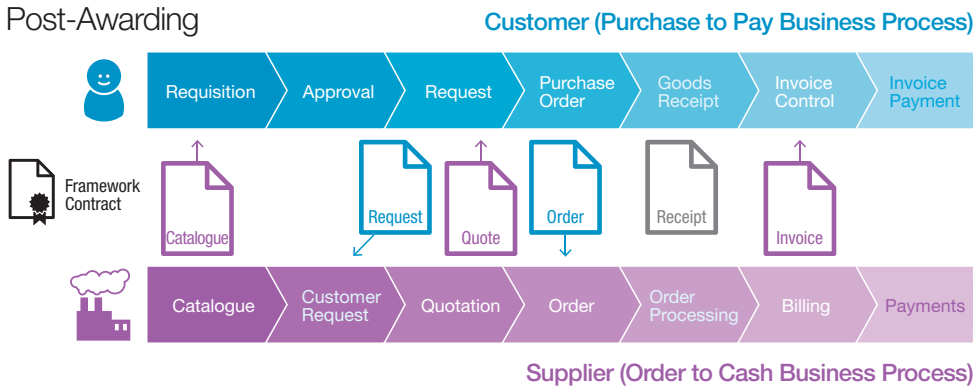 Post-Awarding
Customer (Purchase to Pay Business Process)
Requisition
Approval
Request
Purchase
Order
Goods
Receipt
Invoice
Control
Invoice
Payment
Framework
Contract
Catalogue
Request
Quote
Order
Receipt
Invoice
Catalogue
Customer
Request
Quotation
Order
Order
Processing
Billing
Payments
Supplier (Order to Cash Business Process)